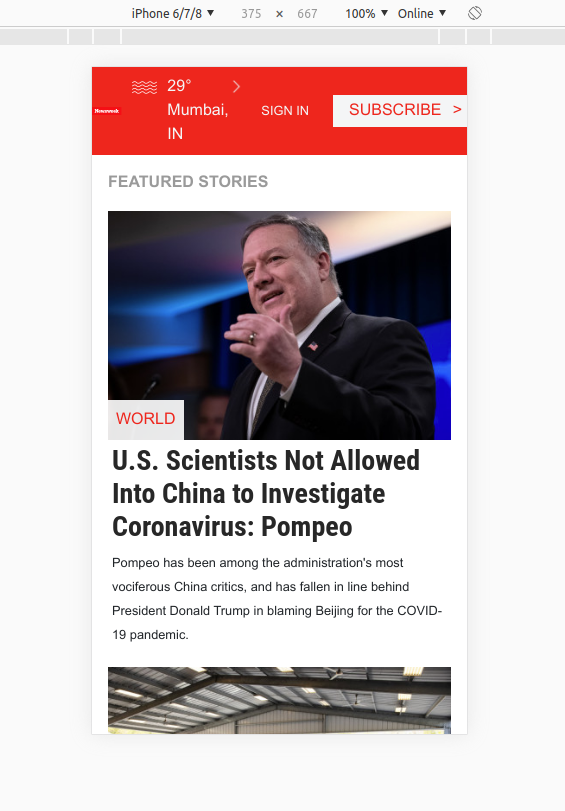 iPhone 6/7/8 ▼ 375 × 667 100% ▼ Online ▼
Newsweek
29°
Mumbai,
IN
SIGN IN
SUBSCRIBE >
FEATURED STORIES
WORLD
U.S. Scientists Not Allowed
Into China to Investigate
Coronavirus: Pompeo
Pompeo has been among the administration's most
vociferous China critics, and has fallen in line behind
President Donald Trump in blaming Beijing for the COVID-
19 pandemic.